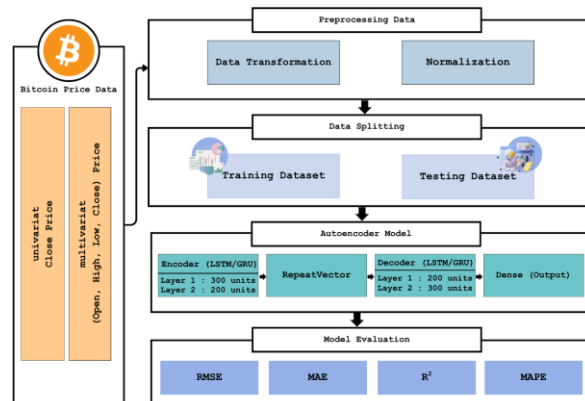 Bitcoin Price Data
univariat
Close Price
multivariat
(Open, High, Low, Close) Price
Preprocessing Data
Data Transformation
Normalization
Data Splitting
Training Dataset
Testing Dataset
Autoencoder Model
Encoder (LSTM/GRU)
Layer 1 : 300 units
Layer 2 : 200 units
RepeatVector
Decoder (LSTM/GRU)
Layer 1 : 200 units
Layer 2 : 300 units
Dense (Output)
Model Evaluation
RMSE
MAE
R²
MAPE